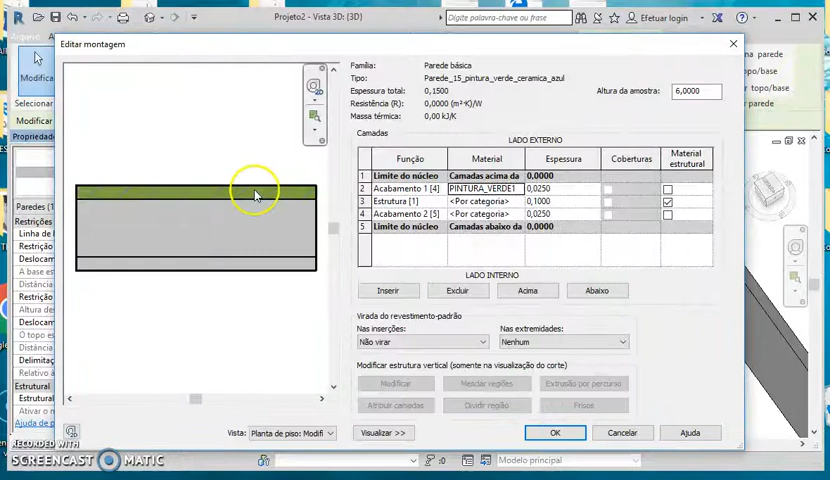 Projeto2 - Vista 3D: {3D}
Digite palavra-chave ou frase
Efetuar login
Arquivo
Editar montagem
parede
topo/base
topo/base
parede
Modifica
Selecionar
Modificar
Propriedade
Paredes (1
Restrições
Linha de
Restrição
Deslocam
A base es
Distância
Altura des
Restrição
Deslocam
O topo es
Distância
Delimitaç
Relativo à
Estrutural
Estrutural
Ativar o m
Ajuda de p
Família: Parede básica
Tipo: Parede_15_pintura_verde_ceramica_azul
Espessura total: 0,1500 Altura da amostra: 6,0000
Resistência (R): 0,0000 (m²·K)/W
Massa térmica: 0,00 kJ/K
Camadas
LADO EXTERNO
Função Material Espessura Coberturas Material estrutural
1 Limite do núcleo Camadas acima da 0,0000
2 Acabamento 1 [4] PINTURA_VERDE1 0,0250
3 Estrutura [1] <Por categoria> 0,1000
4 Acabamento 2 [5] <Por categoria> 0,0250
5 Limite do núcleo Camadas abaixo da 0,0000
LADO INTERNO
Inserir Excluir Acima Abaixo
Virada do revestimento-padrão
Nas inserções: Nas extremidades:
Não virar Nenhum
Modificar estrutura vertical (somente na visualização do corte)
Modificar Mesclar regiões Extrusão por percurso
Atribuir camadas Dividir região Frisos
Vista: Planta de piso: Modifi Visualizar >> OK Cancelar Ajuda
RECORDED WITH
SCREENCAST MATIC
:0 Modelo principal